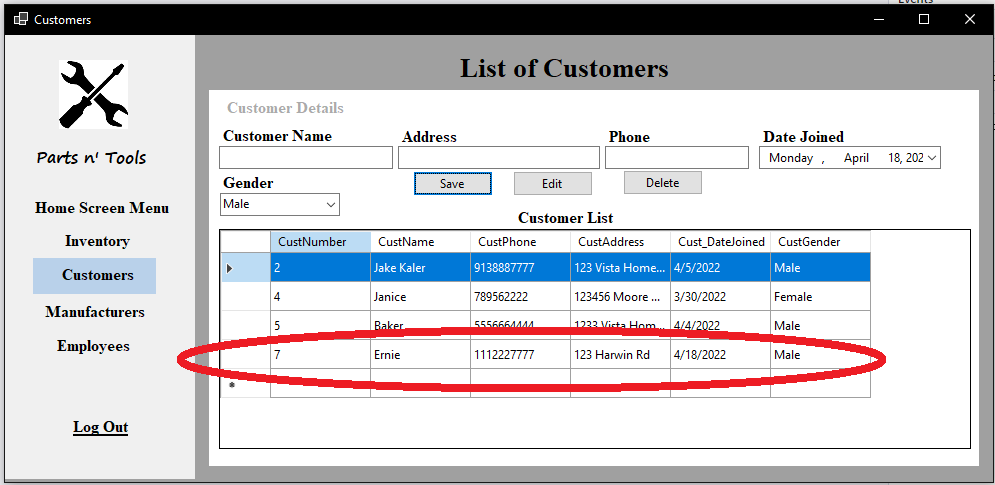 Events
Customers
List of Customers
Customer Details
Customer Name Address Phone Date Joined
Monday , April 18, 202
Parts n' Tools
Gender Save Edit Delete
Male
Home Screen Menu
Customer List
Inventory
CustNumber CustName CustPhone CustAddress Cust_DateJoined CustGender
Customers
2 Jake Kaler 9138887777 123 Vista Home... 4/5/2022 Male
4 Janice 789562222 123456 Moore ... 3/30/2022 Female
Manufacturers
5 Baker 5556664444 1233 Vista Hom... 4/4/2022 Male
Employees
7 Ernie 1112227777 123 Harwin Rd 4/18/2022 Male
Log Out